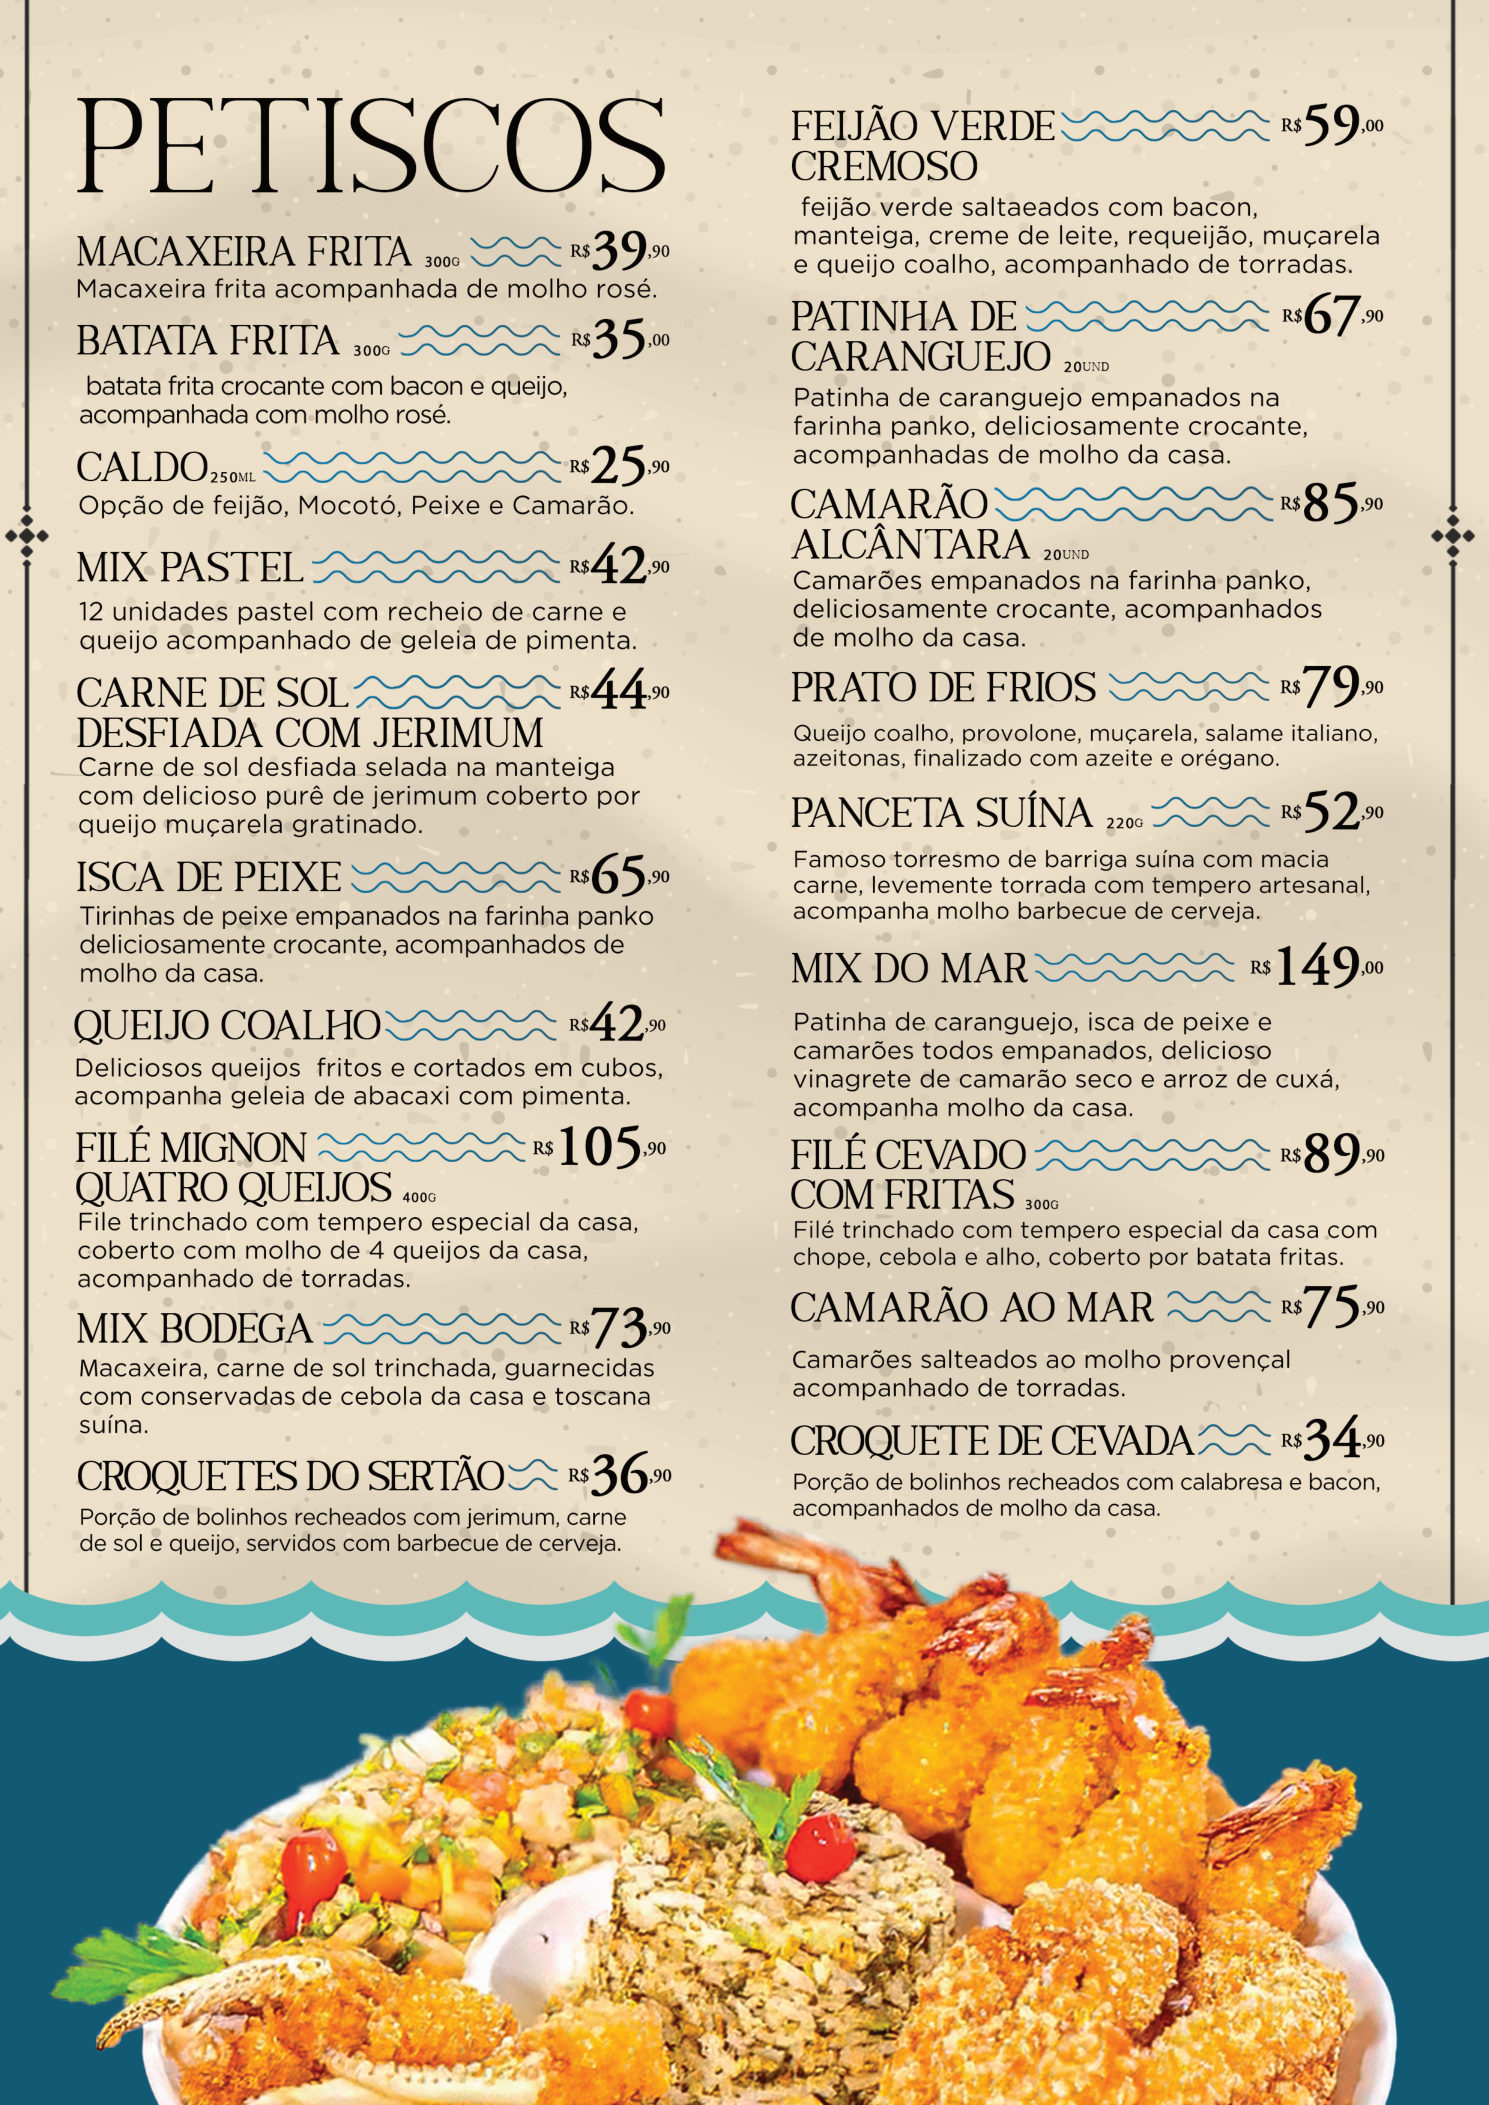 PETISCOS
MACAXEIRA FRITA 300G R$39,90
Macaxeira frita acompanhada de molho rosé.
BATATA FRITA 300G R$35,00
batata frita crocante com bacon e queijo,
acompanhada com molho rosé.
CALDO 250ML R$25,90
Opção de feijão, Mocotó, Peixe e Camarão.
MIX PASTEL R$42,90
12 unidades pastel com recheio de carne e
queijo acompanhado de geleia de pimenta.
CARNE DE SOL R$44,90
DESFIADA COM JERIMUM
Carne de sol desfiada selada na manteiga
com delicioso purê de jerimum coberto por
queijo muçarela gratinado.
ISCA DE PEIXE R$65,90
Tirinhas de peixe empanados na farinha panko
deliciosamente crocante, acompanhados de
molho da casa.
QUEIJO COALHO R$42,90
Deliciosos queijos fritos e cortados em cubos,
acompanha geleia de abacaxi com pimenta.
FILÉ MIGNON R$105,90
QUATRO QUEIJOS 400G
File trinchado com tempero especial da casa,
coberto com molho de 4 queijos da casa,
acompanhado de torradas.
MIX BODEGA R$73,90
Macaxeira, carne de sol trinchada, guarnecidas
com conservadas de cebola da casa e toscana
suína.
CROQUETES DO SERTÃO R$36,90
Porção de bolinhos recheados com jerimum, carne
de sol e queijo, servidos com barbecue de cerveja.
FEIJÃO VERDE R$59,00
CREMOSO
feijão verde saltaeados com bacon,
manteiga, creme de leite, requeijão, muçarela
e queijo coalho, acompanhado de torradas.
PATINHA DE R$67,90
CARANGUEJO 20UND
Patinha de caranguejo empanados na
farinha panko, deliciosamente crocante,
acompanhadas de molho da casa.
CAMARÃO R$85,90
ALCÂNTARA 20UND
Camarões empanados na farinha panko,
deliciosamente crocante, acompanhados
de molho da casa.
PRATO DE FRIOS R$79,90
Queijo coalho, provolone, muçarela, salame italiano,
azeitonas, finalizado com azeite e orégano.
PANCETA SUÍNA 220G R$52,90
Famoso torresmo de barriga suína com macia
carne, levemente torrada com tempero artesanal,
acompanha molho barbecue de cerveja.
MIX DO MAR R$149,00
Patinha de caranguejo, isca de peixe e
camarões todos empanados, delicioso
vinagrete de camarão seco e arroz de cuxá,
acompanha molho da casa.
FILÉ CEVADO R$89,90
COM FRITAS 300G
Filé trinchado com tempero especial da casa com
chope, cebola e alho, coberto por batata fritas.
CAMARÃO AO MAR R$75,90
Camarões salteados ao molho provençal
acompanhado de torradas.
CROQUETE DE CEVADA R$34,90
Porção de bolinhos recheados com calabresa e bacon,
acompanhados de molho da casa.